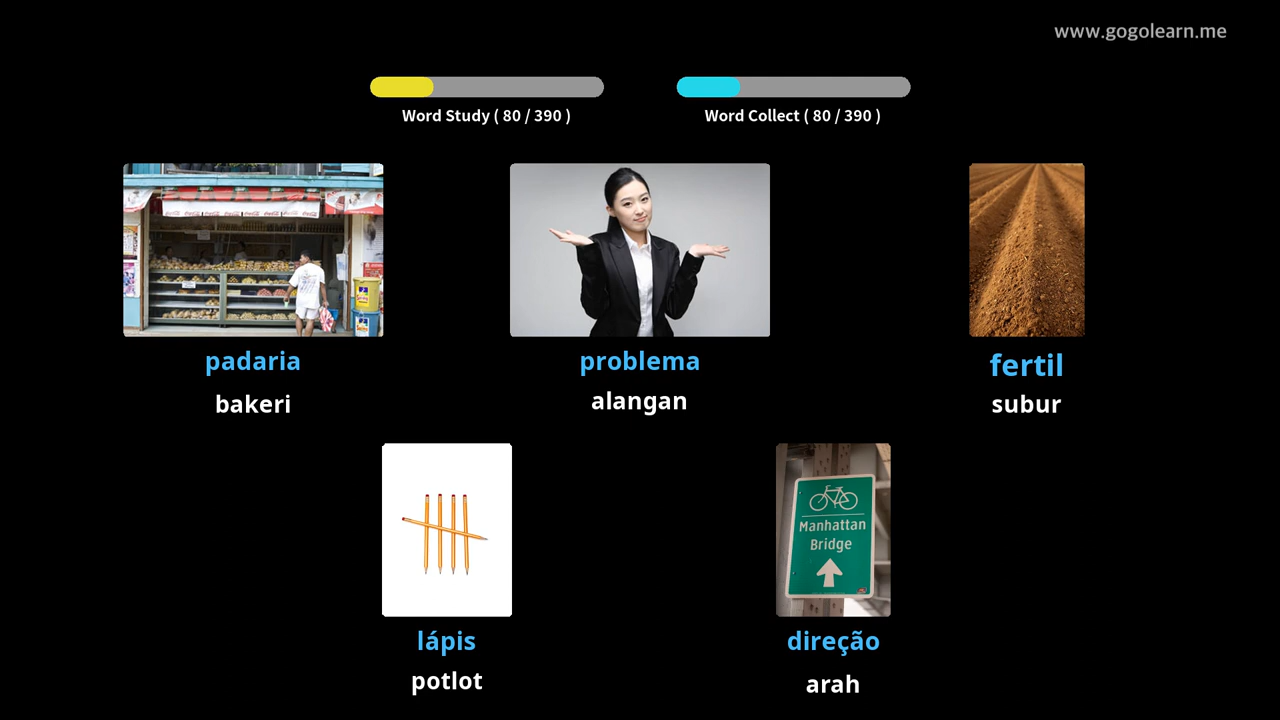 www.gogolearn.me
Word Study ( 80 / 390 )
Word Collect ( 80 / 390 )
padaria
bakeri
problema
alangan
fertil
subur
Manhattan
Bridge
lápis
potlot
direção
arah